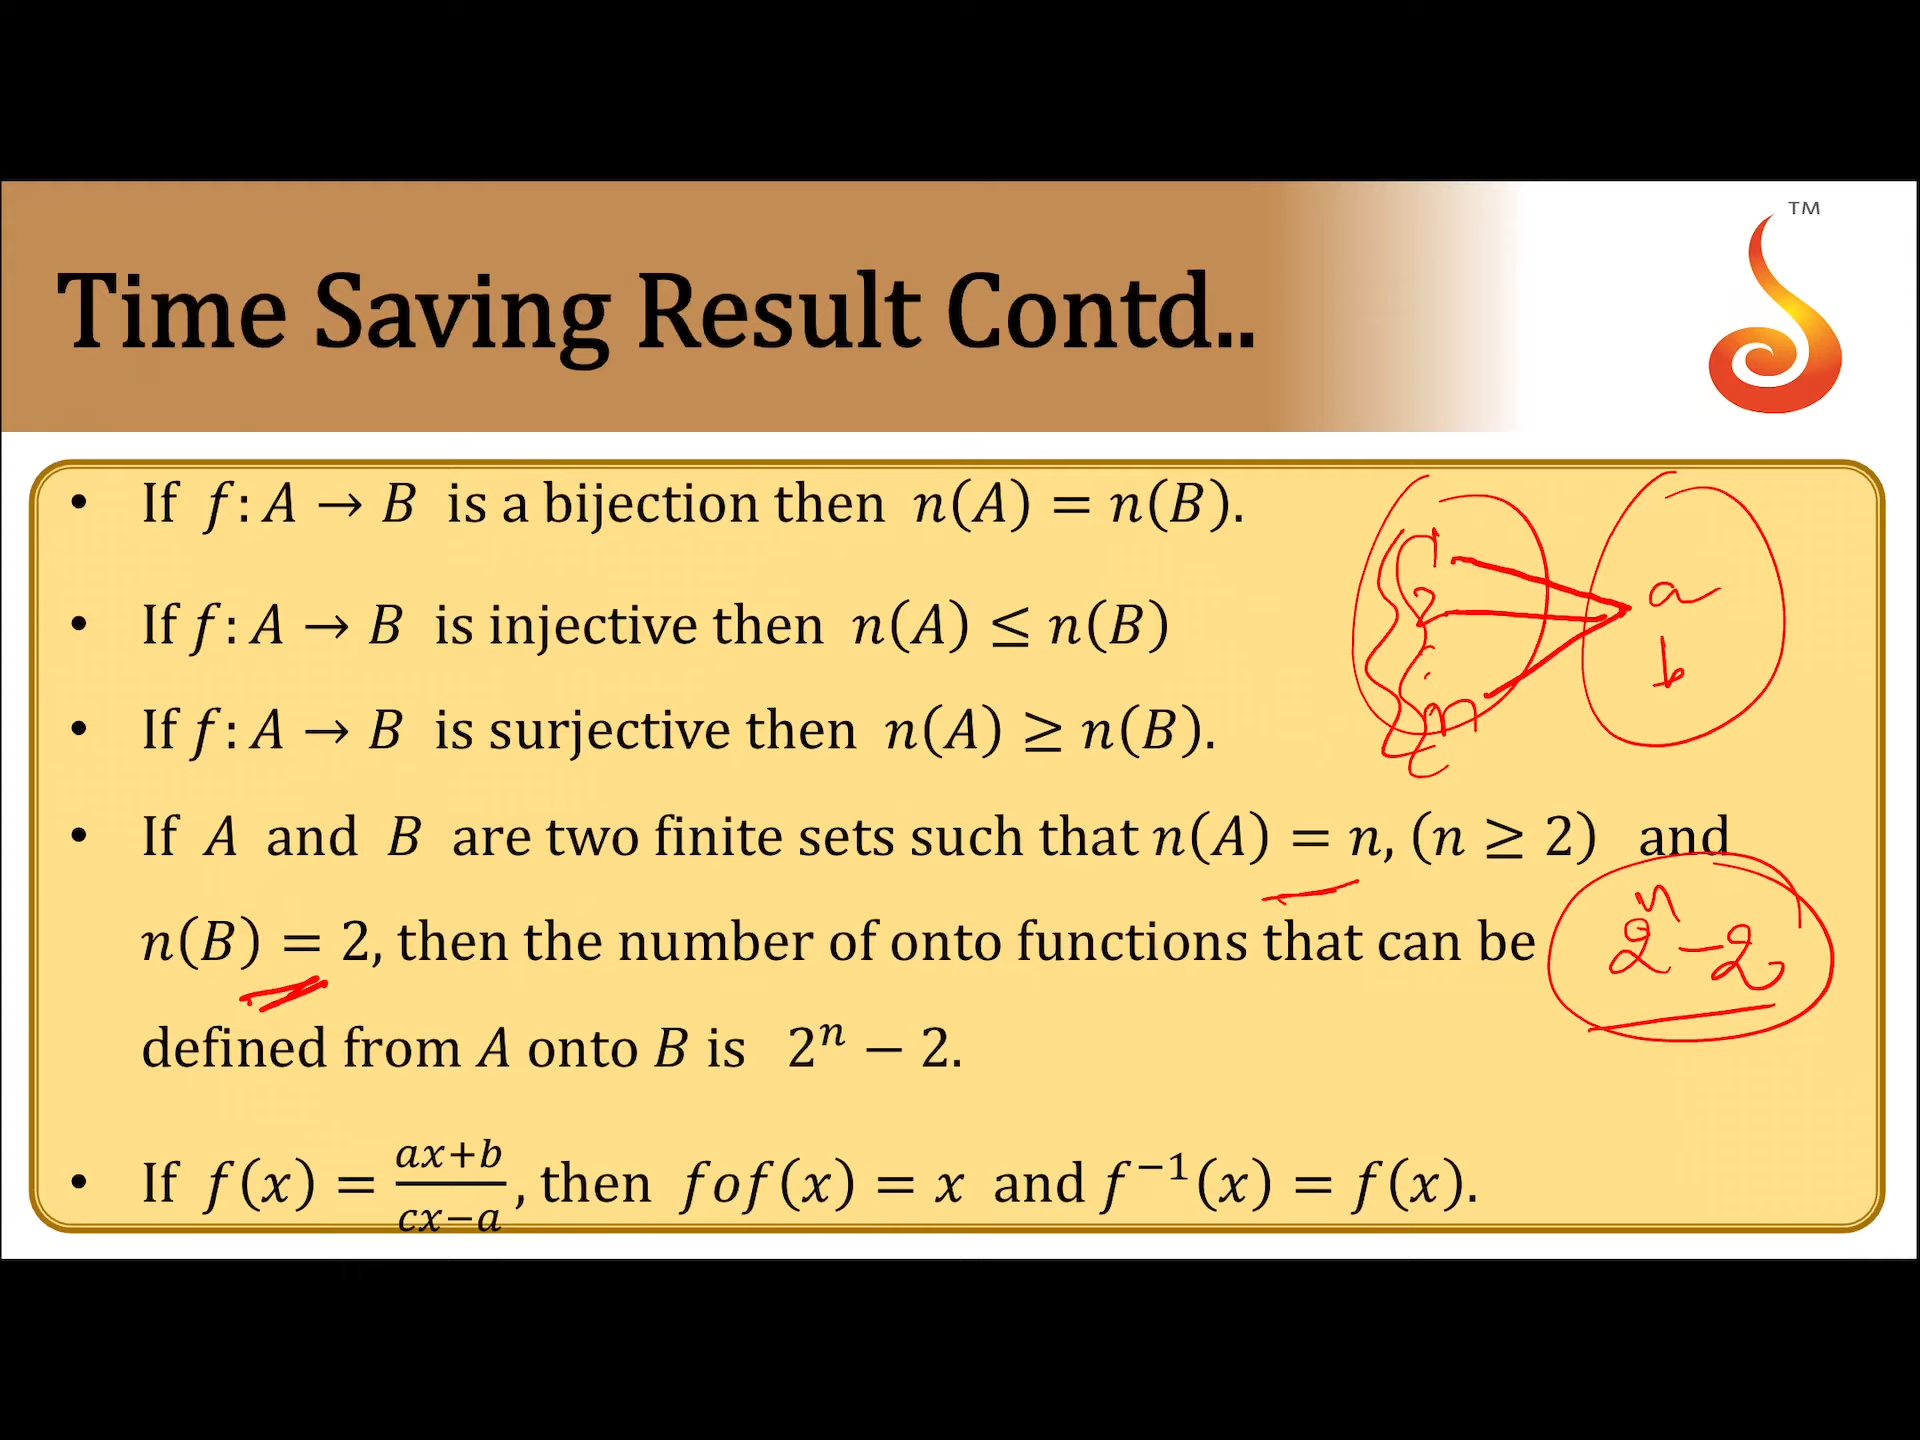 TM
Time Saving Result Contd..
• If f: A → B is a bijection then n(A) = n(B).
• If f: A → B is injective then n(A) ≤ n(B)
• If f: A → B is surjective then n(A) ≥ n(B).
1
2
n
a
b
• If A and B are two finite sets such that n(A) = n, (n ≥ 2) and
n(B) = 2, then the number of onto functions that can be
2ⁿ - 2
defined from A onto B is 2ⁿ − 2.
• If f(x) = (ax+b)/(cx−a), then fof(x) = x and f⁻¹(x) = f(x).